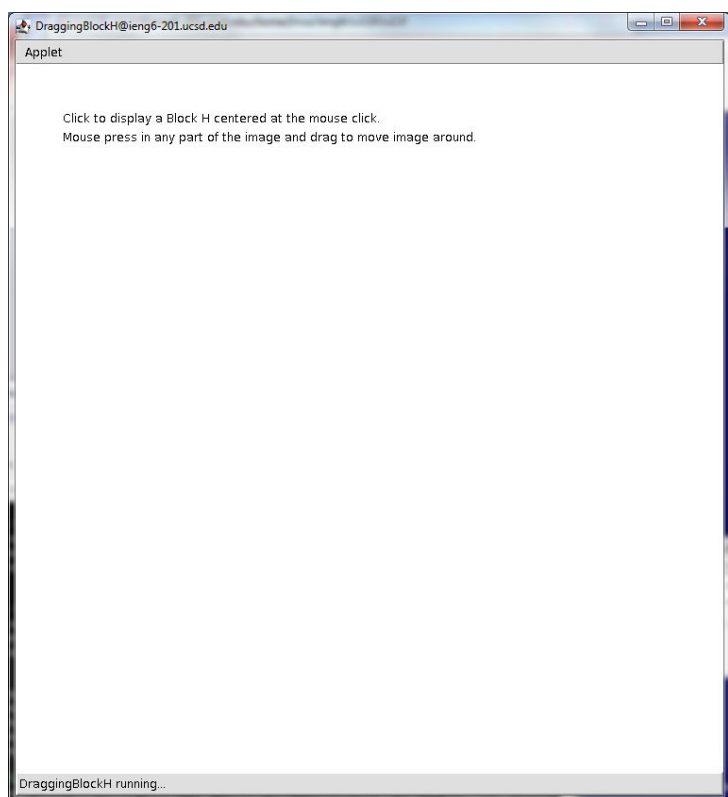 DraggingBlockH@ieng6-201.ucsd.edu
Applet
Click to display a Block H centered at the mouse click.
Mouse press in any part of the image and drag to move image around.
DraggingBlockH running...